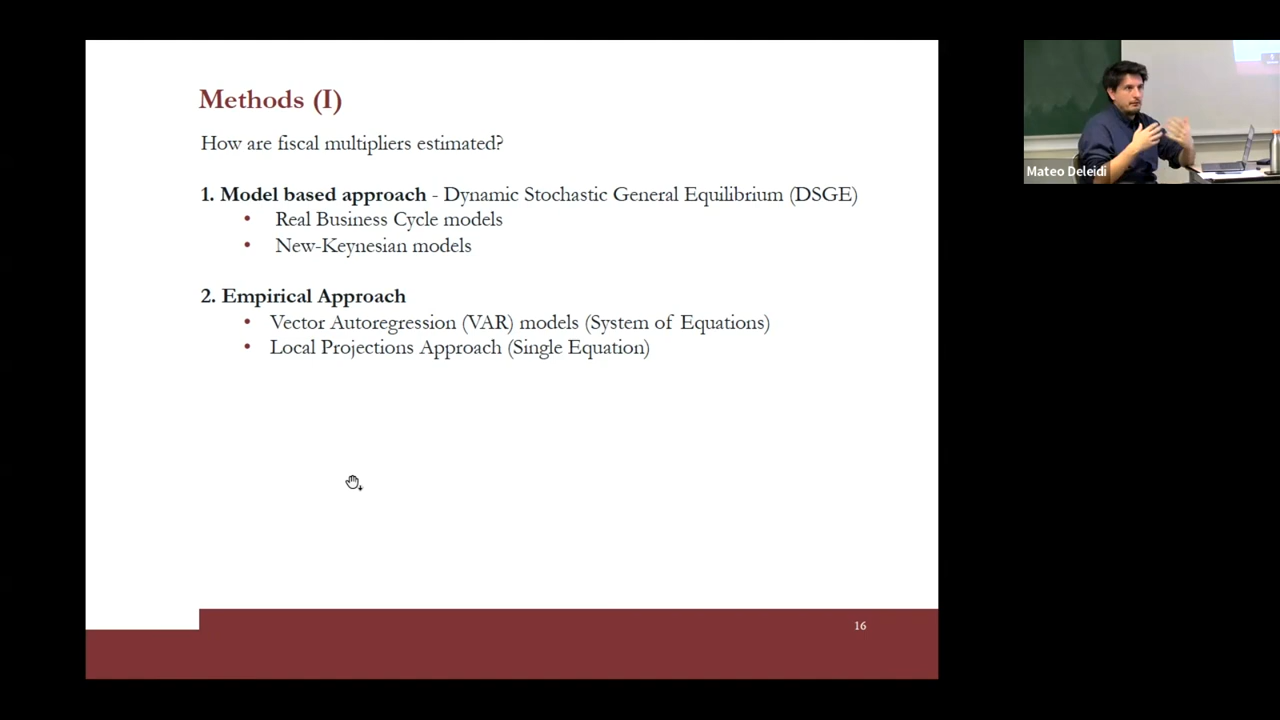 Methods (I)
How are fiscal multipliers estimated?
1. Model based approach - Dynamic Stochastic General Equilibrium (DSGE)
• Real Business Cycle models
• New-Keynesian models
2. Empirical Approach
• Vector Autoregression (VAR) models (System of Equations)
• Local Projections Approach (Single Equation)
16
Mateo Deleidi